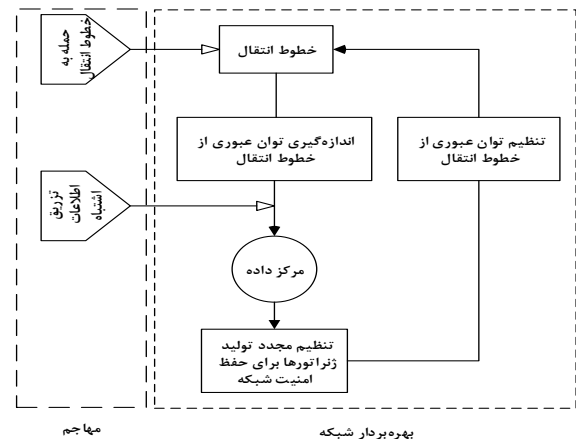 حمله به
خطوط انتقال
خطوط انتقال
اندازه‌گیری توان عبوری از
خطوط انتقال
تنظیم توان عبوری از
خطوط انتقال
تزریق
اطلاعات
اشتباه
مرکز داده
تنظیم مجدد تولید
ژنراتورها برای حفظ
امنیت شبکه
مهاجم
بهره‌بردار شبکه